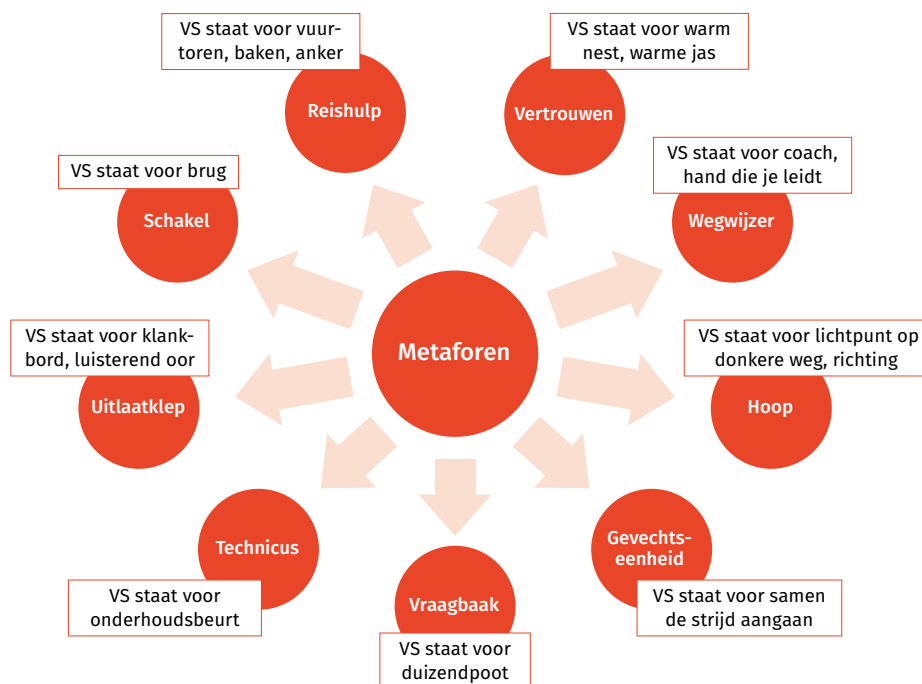 VS staat voor vuur-
toren, baken, anker
Reishulp
VS staat voor warm
nest, warme jas
Vertrouwen
VS staat voor brug
Schakel
VS staat voor coach,
hand die je leidt
Wegwijzer
VS staat voor klank-
bord, luisterend oor
Uitlaatklep
Metaforen
VS staat voor lichtpunt op
donkere weg, richting
Hoop
Technicus
VS staat voor
onderhoudsbeurt
Vraagbaak
VS staat voor
duizendpoot
Gevechts-
eenheid
VS staat voor samen
de strijd aangaan